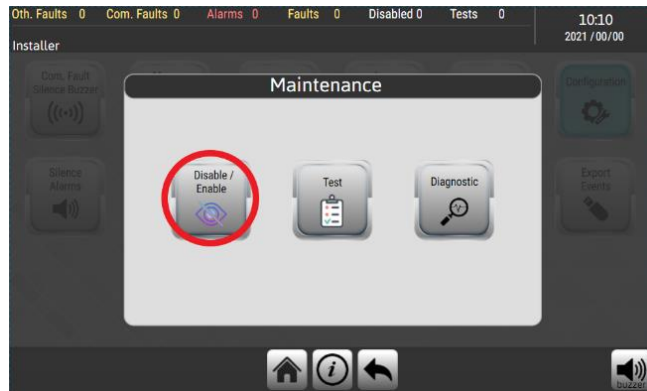 Oth. Faults 0 Com. Faults 0 Alarms 0 Faults 0 Disabled 0 Tests 0
10:10
2021 / 00 / 00
Installer
Com. Fault
Silence Buzzer
Configuration
Maintenance
Disable /
Enable
Test
Diagnostic
Silence
Alarms
Export
Events
i
buzzer